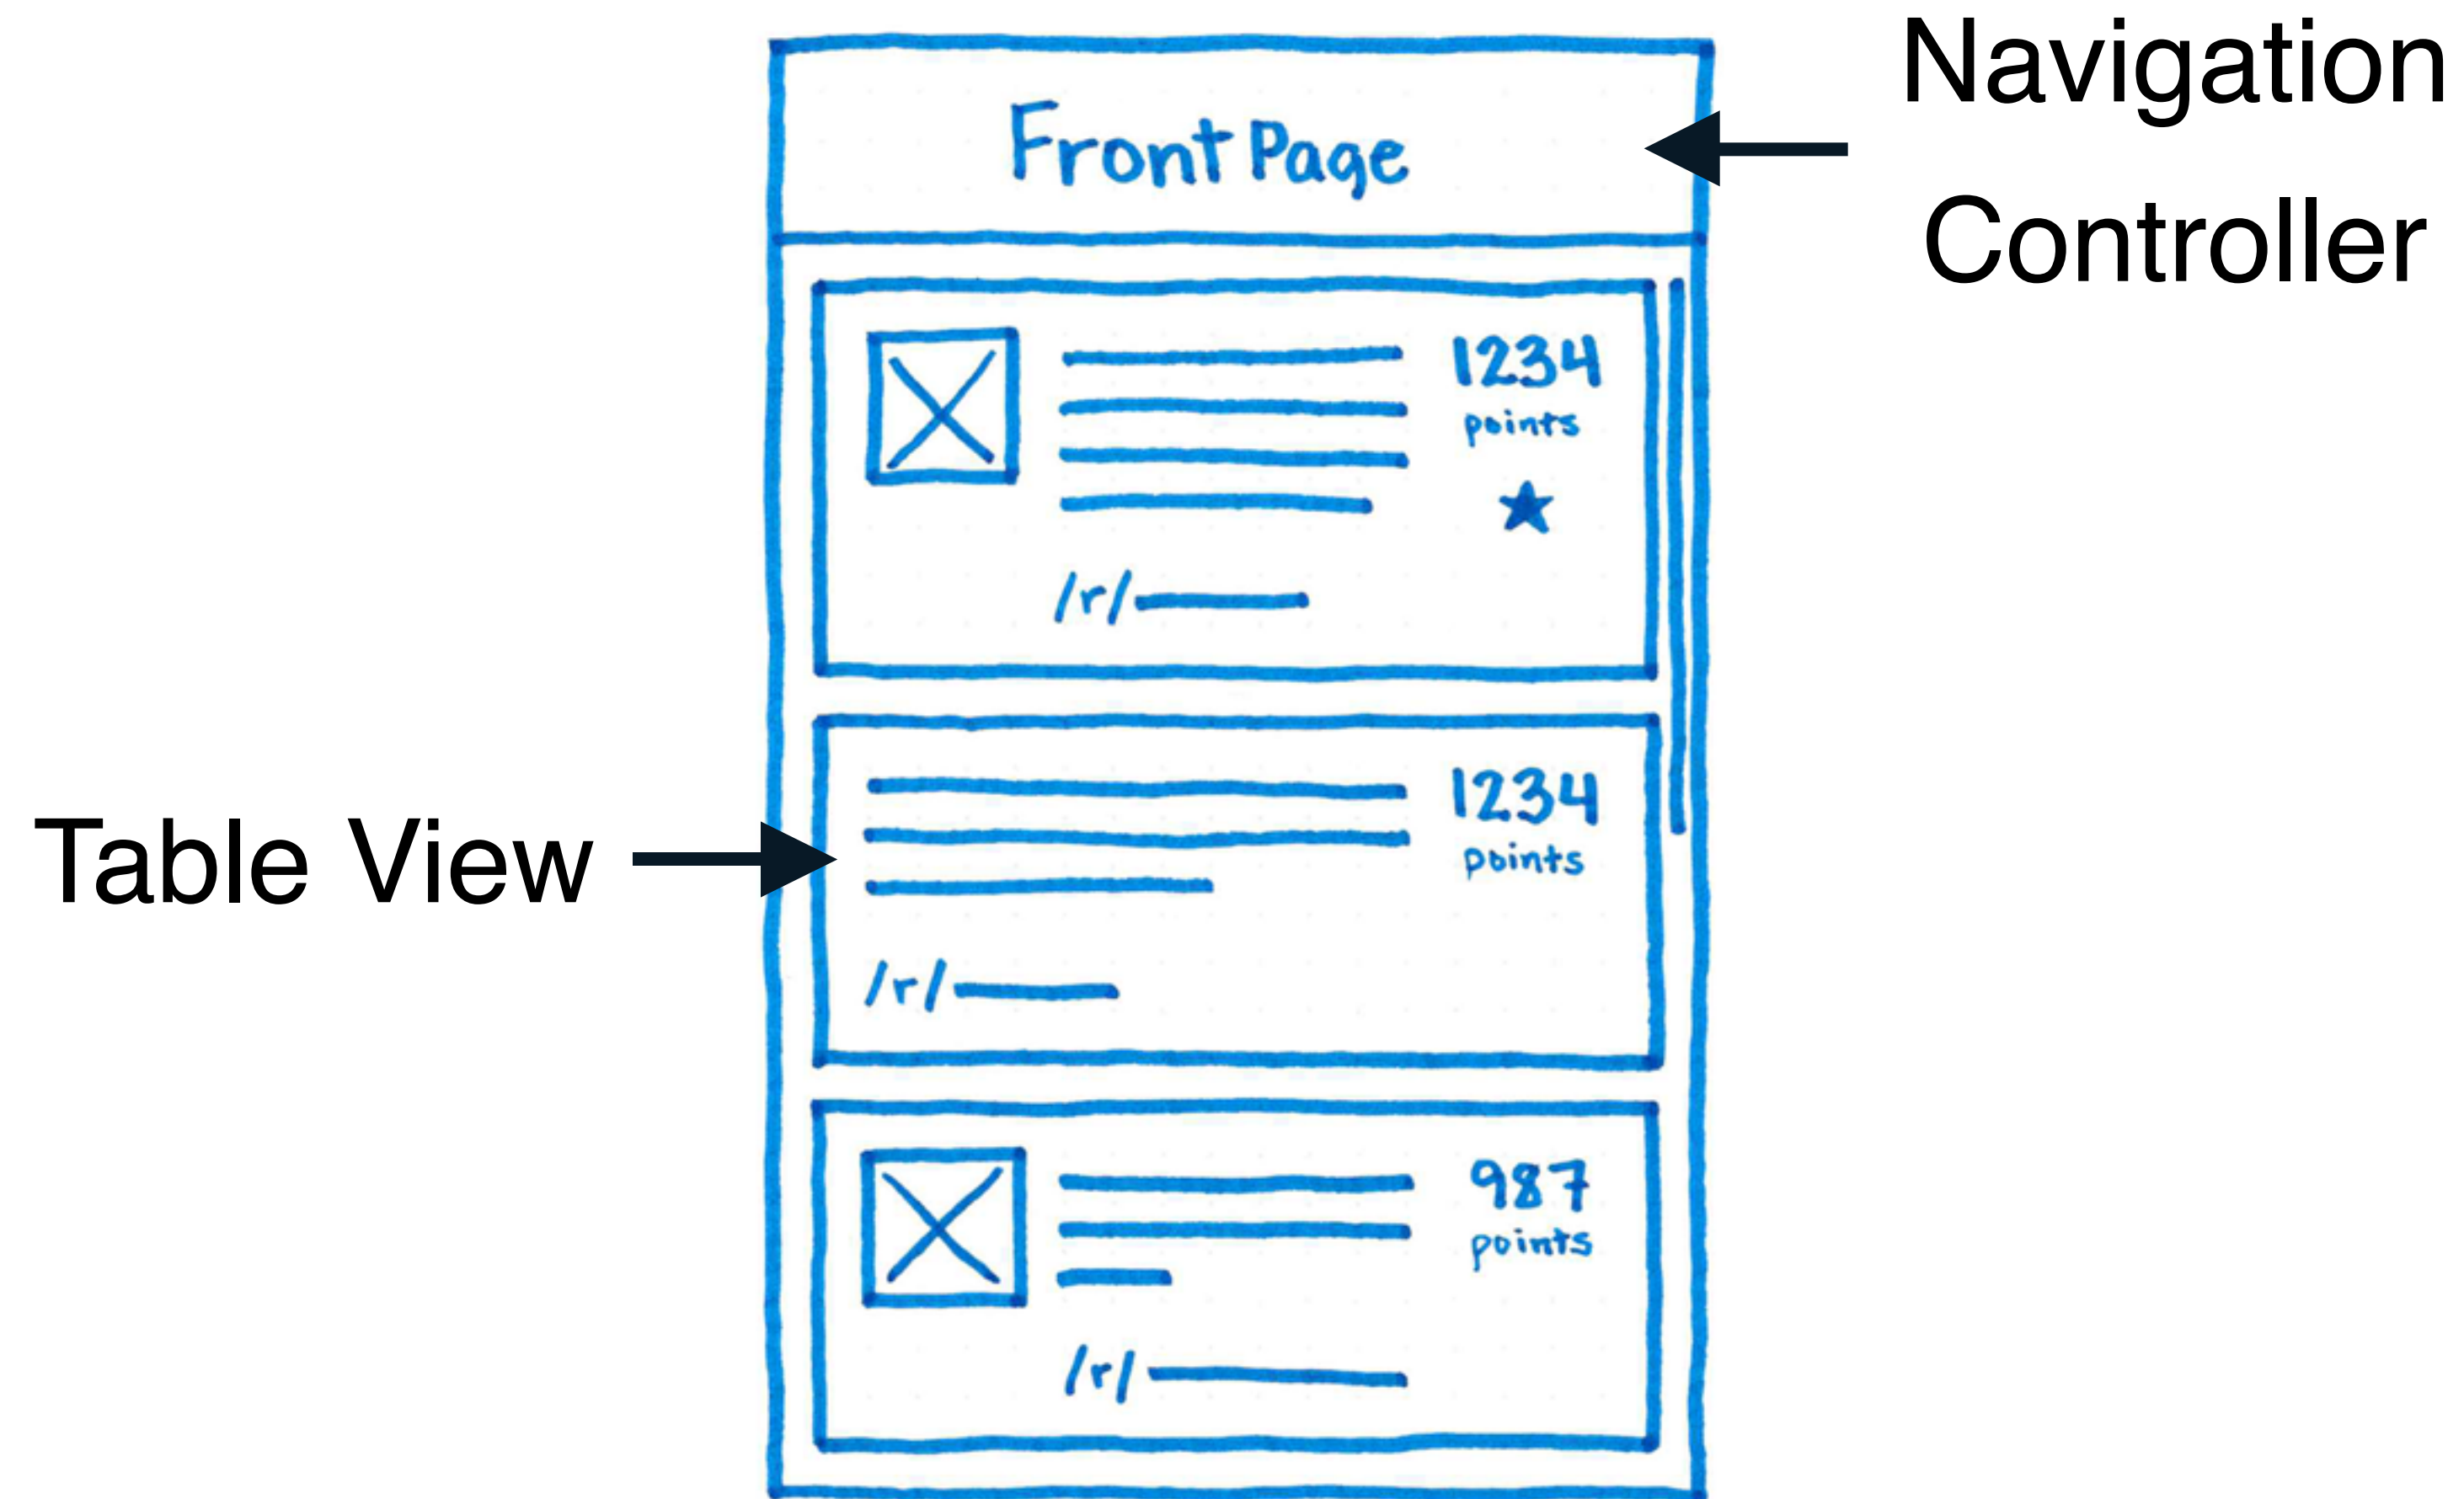 Navigation
Controller
Front Page
1234
points
/r/
Table View
1234
points
/r/
987
points
/r/